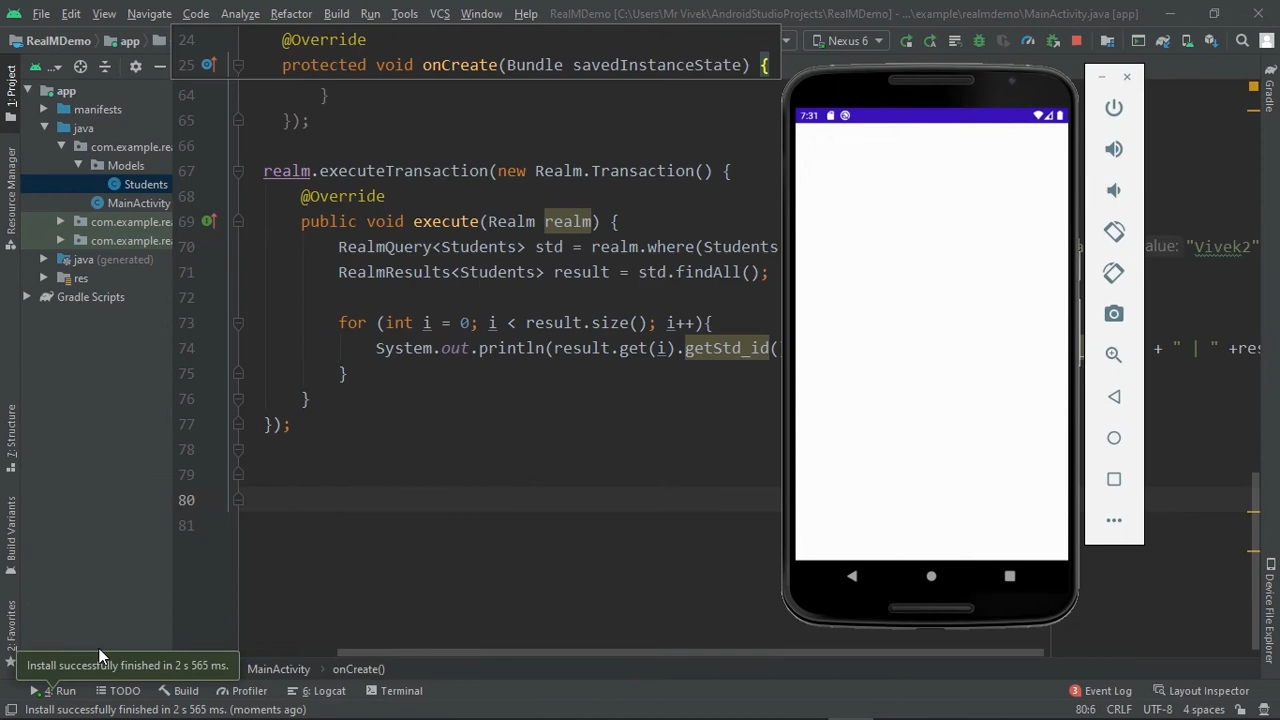 File Edit View Navigate Code Analyze Refactor Build Run Tools VCS Window Help RealMDemo [C:\Users\Mr Vivek\AndroidStudioProjects\RealMDemo] - ...\example\realmdemo\MainActivity.java [app]
RealMDemo app Nexus 6
24 @Override
25 protected void onCreate(Bundle savedInstanceState) {
1: Project
Resource Manager
Z: Structure
Build Variants
2: Favorites
app
manifests
java
com.example.rea
Models
Students
MainActivity
com.example.rea
com.example.rea
java (generated)
res
Gradle Scripts
64 }
65 });
66
67 realm.executeTransaction(new Realm.Transaction() {
68 @Override
69 public void execute(Realm realm) {
70 RealmQuery<Students> std = realm.where(Students value: "Vivek2"
71 RealmResults<Students> result = std.findAll();
72
73 for (int i = 0; i < result.size(); i++){
74 System.out.println(result.get(i).getStd_id( + " | " +res
75 }
76 }
77 });
78
79
80
81
7:31
Gradle
Device File Explorer
Install successfully finished in 2 s 565 ms.
MainActivity onCreate()
4: Run TODO Build Profiler 6: Logcat Terminal 3 Event Log Layout Inspector
Install successfully finished in 2 s 565 ms. (moments ago) 80:6 CRLF UTF-8 4 spaces